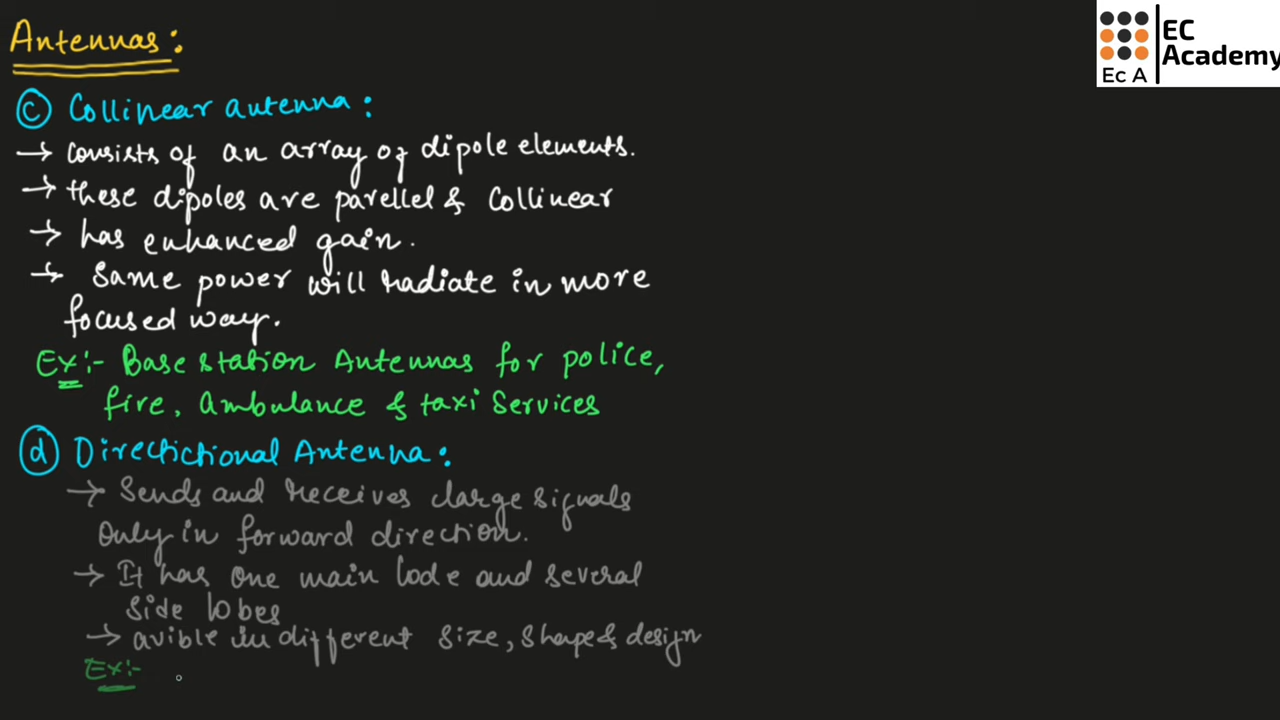 Antennas:
EC Academy
Ec A
c Collinear antenna:
→ consists of an array of dipole elements.
→ these dipoles are parellel & Collinear
→ has enhanced gain.
→ Same power will radiate in more
focused way.
Ex:- Base station Antennas for police,
fire, Ambulance & taxi Services
d Directictional Antenna:
→ Sends and receives large signals
Only in forward direction.
→ It has one main lode and several
side lobes
→ avible in different size, shape & design
Ex:-